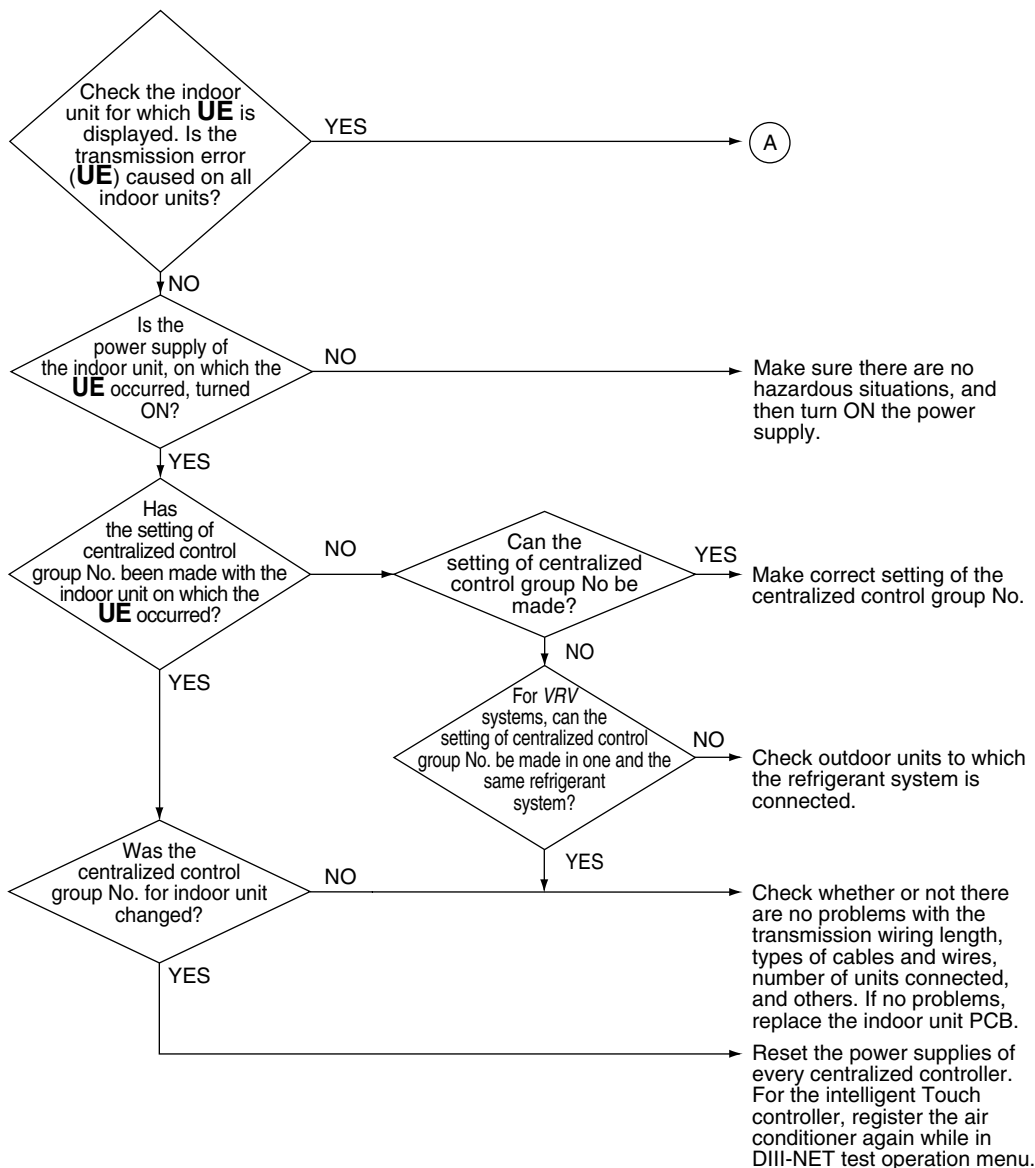 Check the indoor
unit for which UE is
displayed. Is the
transmission error
(UE) caused on all
indoor units?
YES
A
NO
Is the
power supply of
the indoor unit, on which the
UE occurred, turned
ON?
NO
Make sure there are no
hazardous situations, and
then turn ON the power
supply.
YES
Has
the setting of
centralized control
group No. been made with the
indoor unit on which the
UE occurred?
NO
Can the
setting of centralized
control group No be
made?
YES
Make correct setting of the
centralized control group No.
NO
YES
For VRV
systems, can the
setting of centralized control
group No. be made in one and the
same refrigerant
system?
NO
Check outdoor units to which
the refrigerant system is
connected.
YES
Was the
centralized control
group No. for indoor unit
changed?
NO
Check whether or not there
are no problems with the
transmission wiring length,
types of cables and wires,
number of units connected,
and others. If no problems,
replace the indoor unit PCB.
YES
Reset the power supplies of
every centralized controller.
For the intelligent Touch
controller, register the air
conditioner again while in
DIII-NET test operation menu.